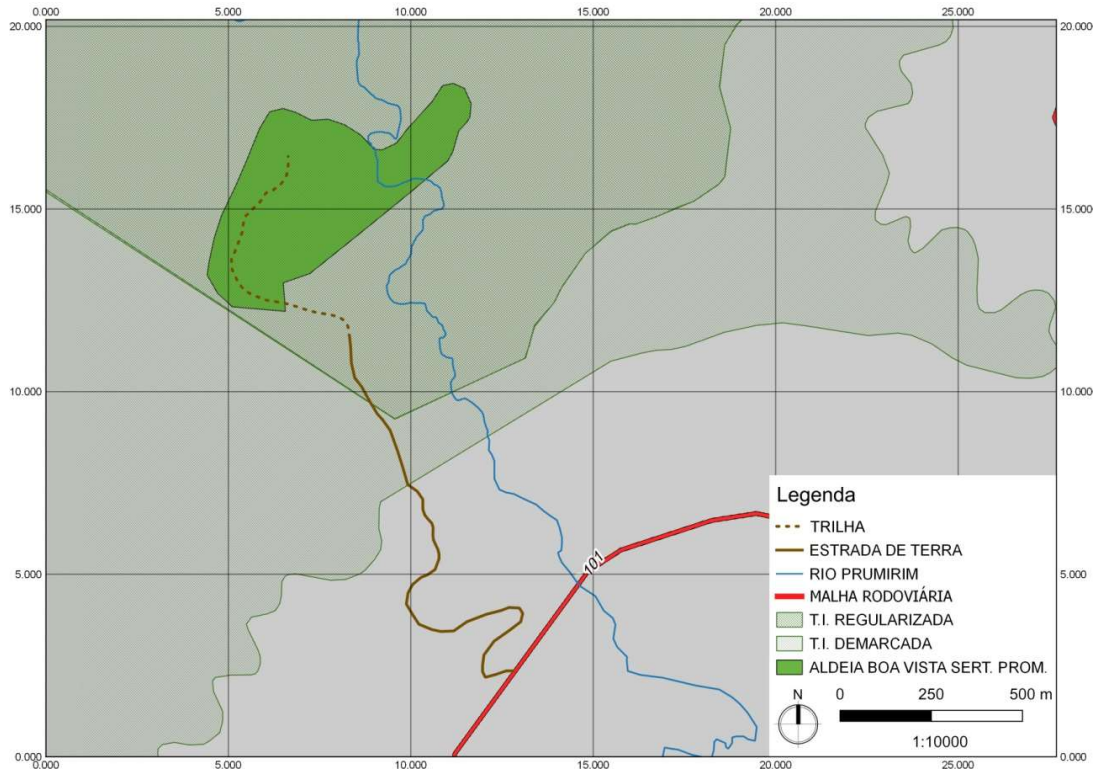 0.000 5.000 10.000 15.000 20.000 25.000
20.000 20.000
15.000 15.000
10.000 10.000
5.000 5.000
0.000
101
Legenda
TRILHA
ESTRADA DE TERRA
RIO PRUMIRIM
MALHA RODOVIÁRIA
T.I. REGULARIZADA
T.I. DEMARCADA
ALDEIA BOA VISTA SERT. PROM.
N 0 250 500 m
1:10000
0.000
0.000 5.000 10.000 15.000 20.000 25.000